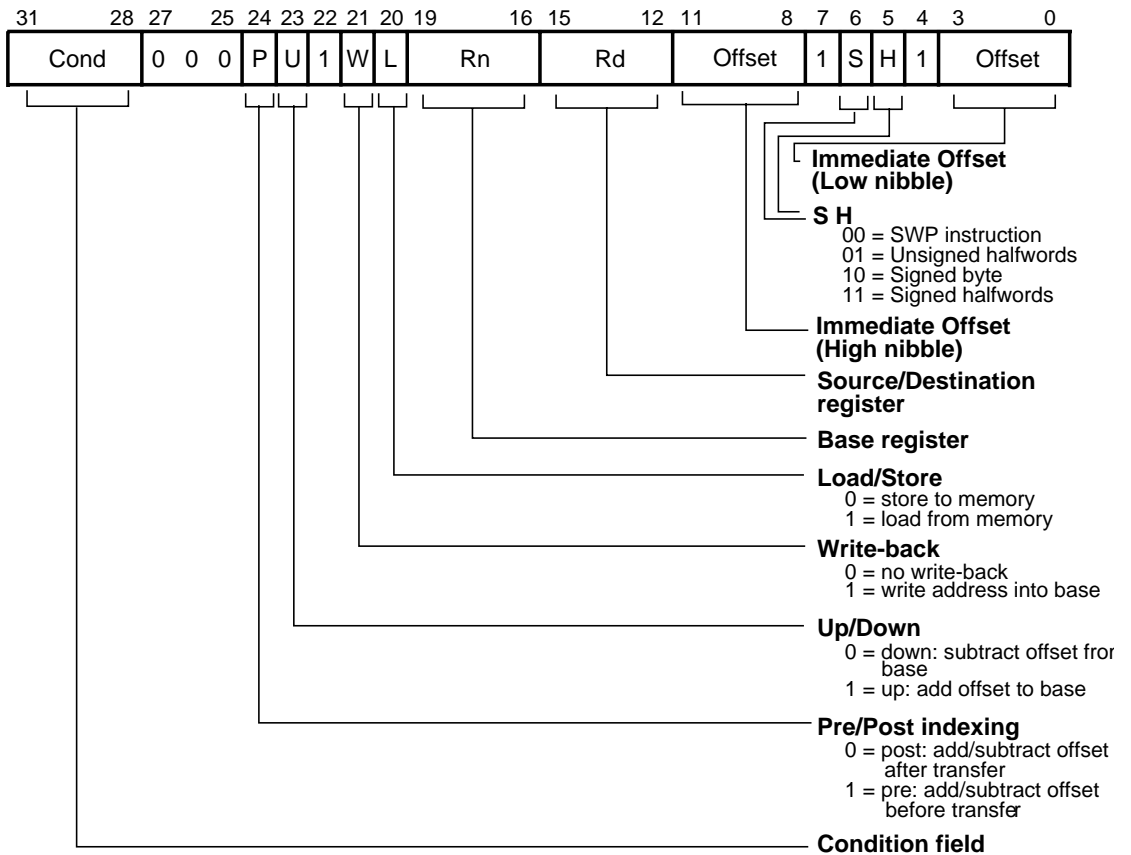 31 28 27 25 24 23 22 21 20 19 16 15 12 11 8 7 6 5 4 3 0
Cond 0 0 0 P U 1 W L Rn Rd Offset 1 S H 1 Offset
Immediate Offset
(Low nibble)
S H
00 = SWP instruction
01 = Unsigned halfwords
10 = Signed byte
11 = Signed halfwords
Immediate Offset
(High nibble)
Source/Destination
register
Base register
Load/Store
0 = store to memory
1 = load from memory
Write-back
0 = no write-back
1 = write address into base
Up/Down
0 = down: subtract offset from
base
1 = up: add offset to base
Pre/Post indexing
0 = post: add/subtract offset
after transfer
1 = pre: add/subtract offset
before transfer
Condition field